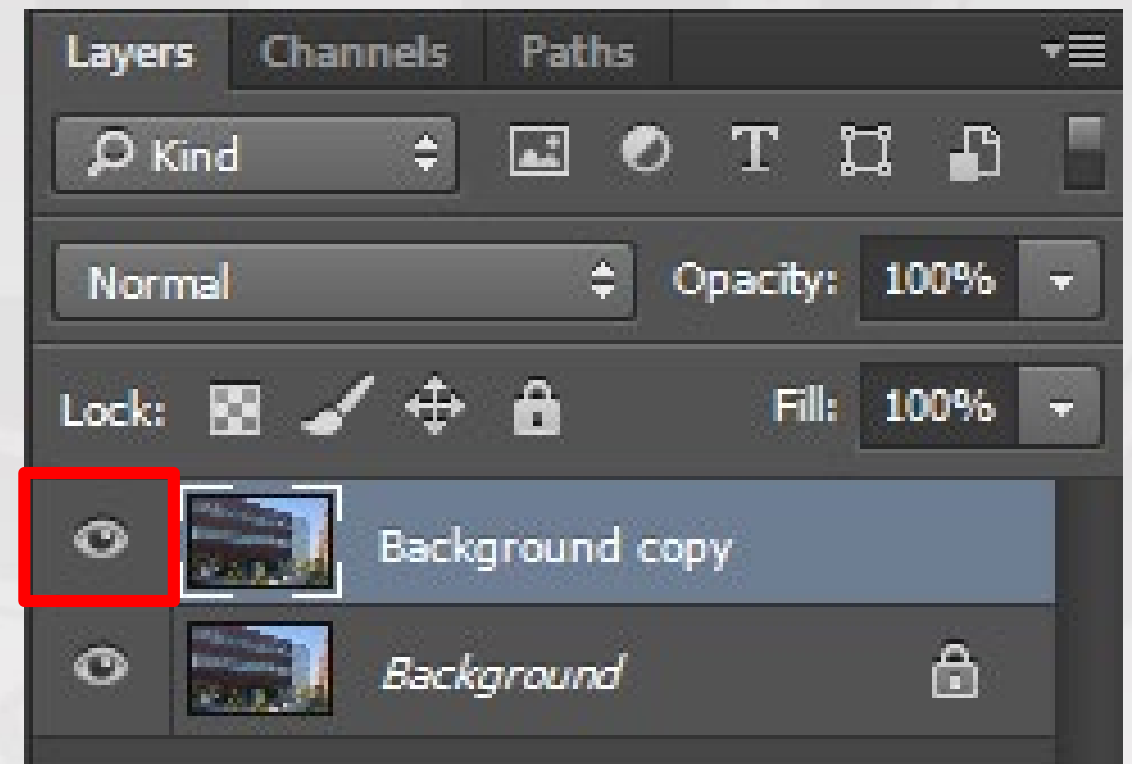 Layers Channels Paths
Kind
Normal Opacity: 100%
Lock: Fill: 100%
Background copy
Background